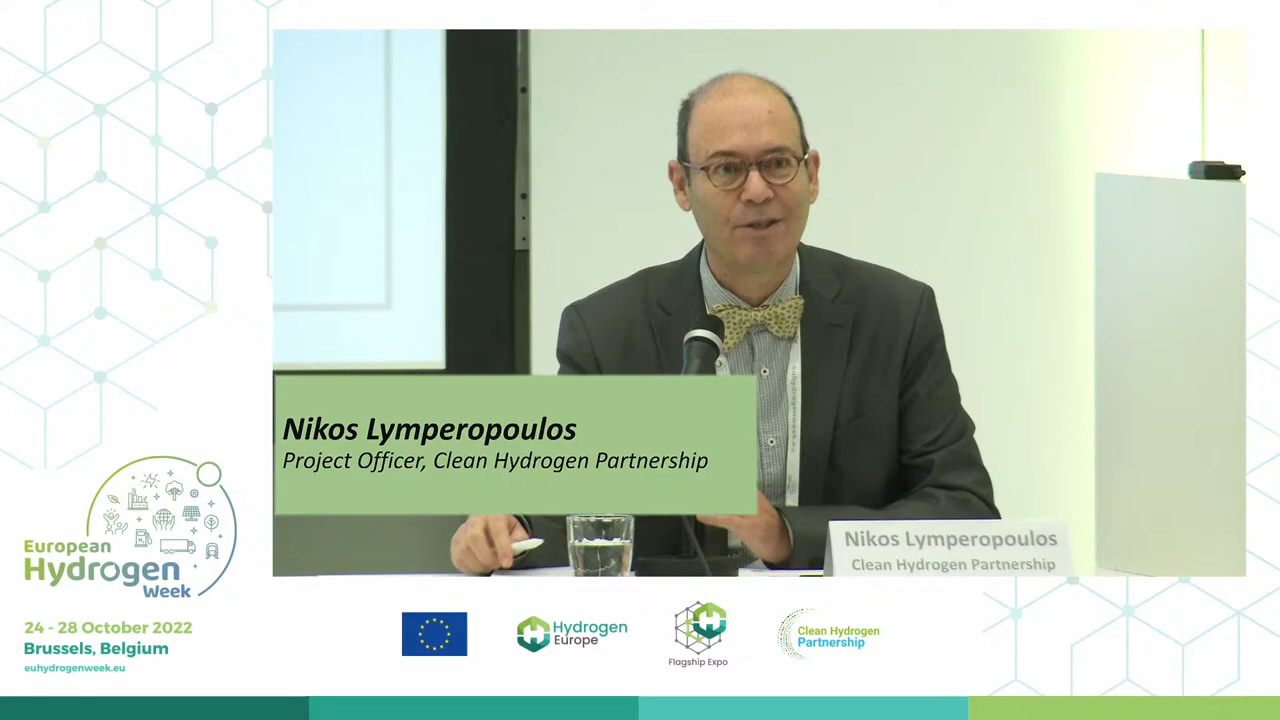 Nikos Lymperopoulos
Project Officer, Clean Hydrogen Partnership
Nikos Lymperopoulos
Clean Hydrogen Partnership
European
Hydrogen
Week
24 - 28 October 2022
Brussels, Belgium
euhydrogenweek.eu
Hydrogen
Europe
Flagship Expo
Clean Hydrogen
Partnership